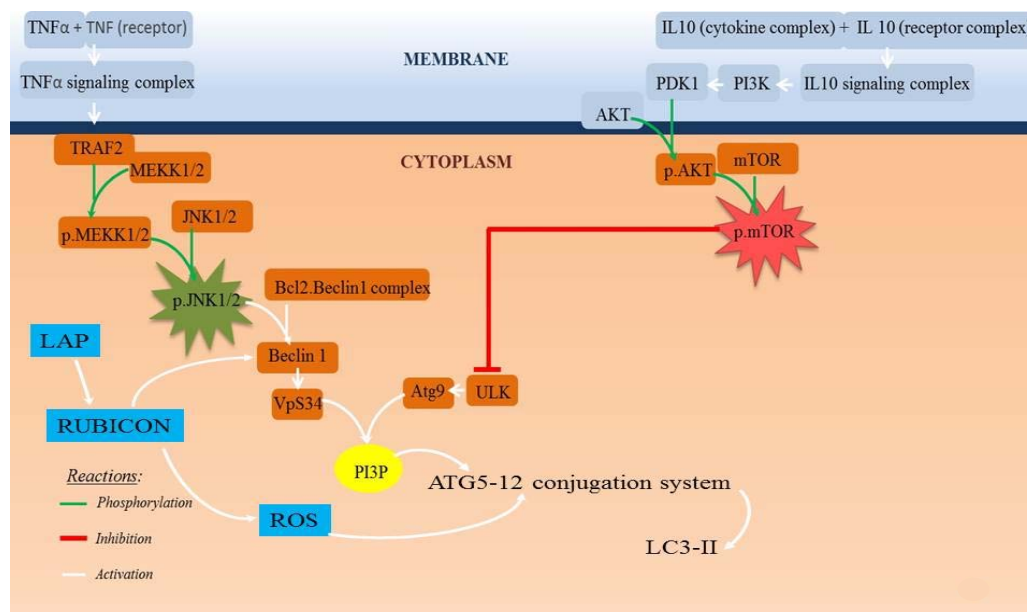 TNFα + TNF (receptor)
IL10 (cytokine complex) + IL 10 (receptor complex
MEMBRANE
TNFα signaling complex
PDK1
PI3K
IL10 signaling complex
AKT
TRAF2
CYTOPLASM
MEKK1/2
p.AKT
mTOR
JNK1/2
p.MEKK1/2
p.mTOR
Bcl2.Beclin1 complex
p.JNK1/2
LAP
Beclin 1
VpS34
Atg9
ULK
RUBICON
PI3P
Reactions:
ATG5-12 conjugation system
Phosphorylation
ROS
Inhibition
LC3-II
Activation